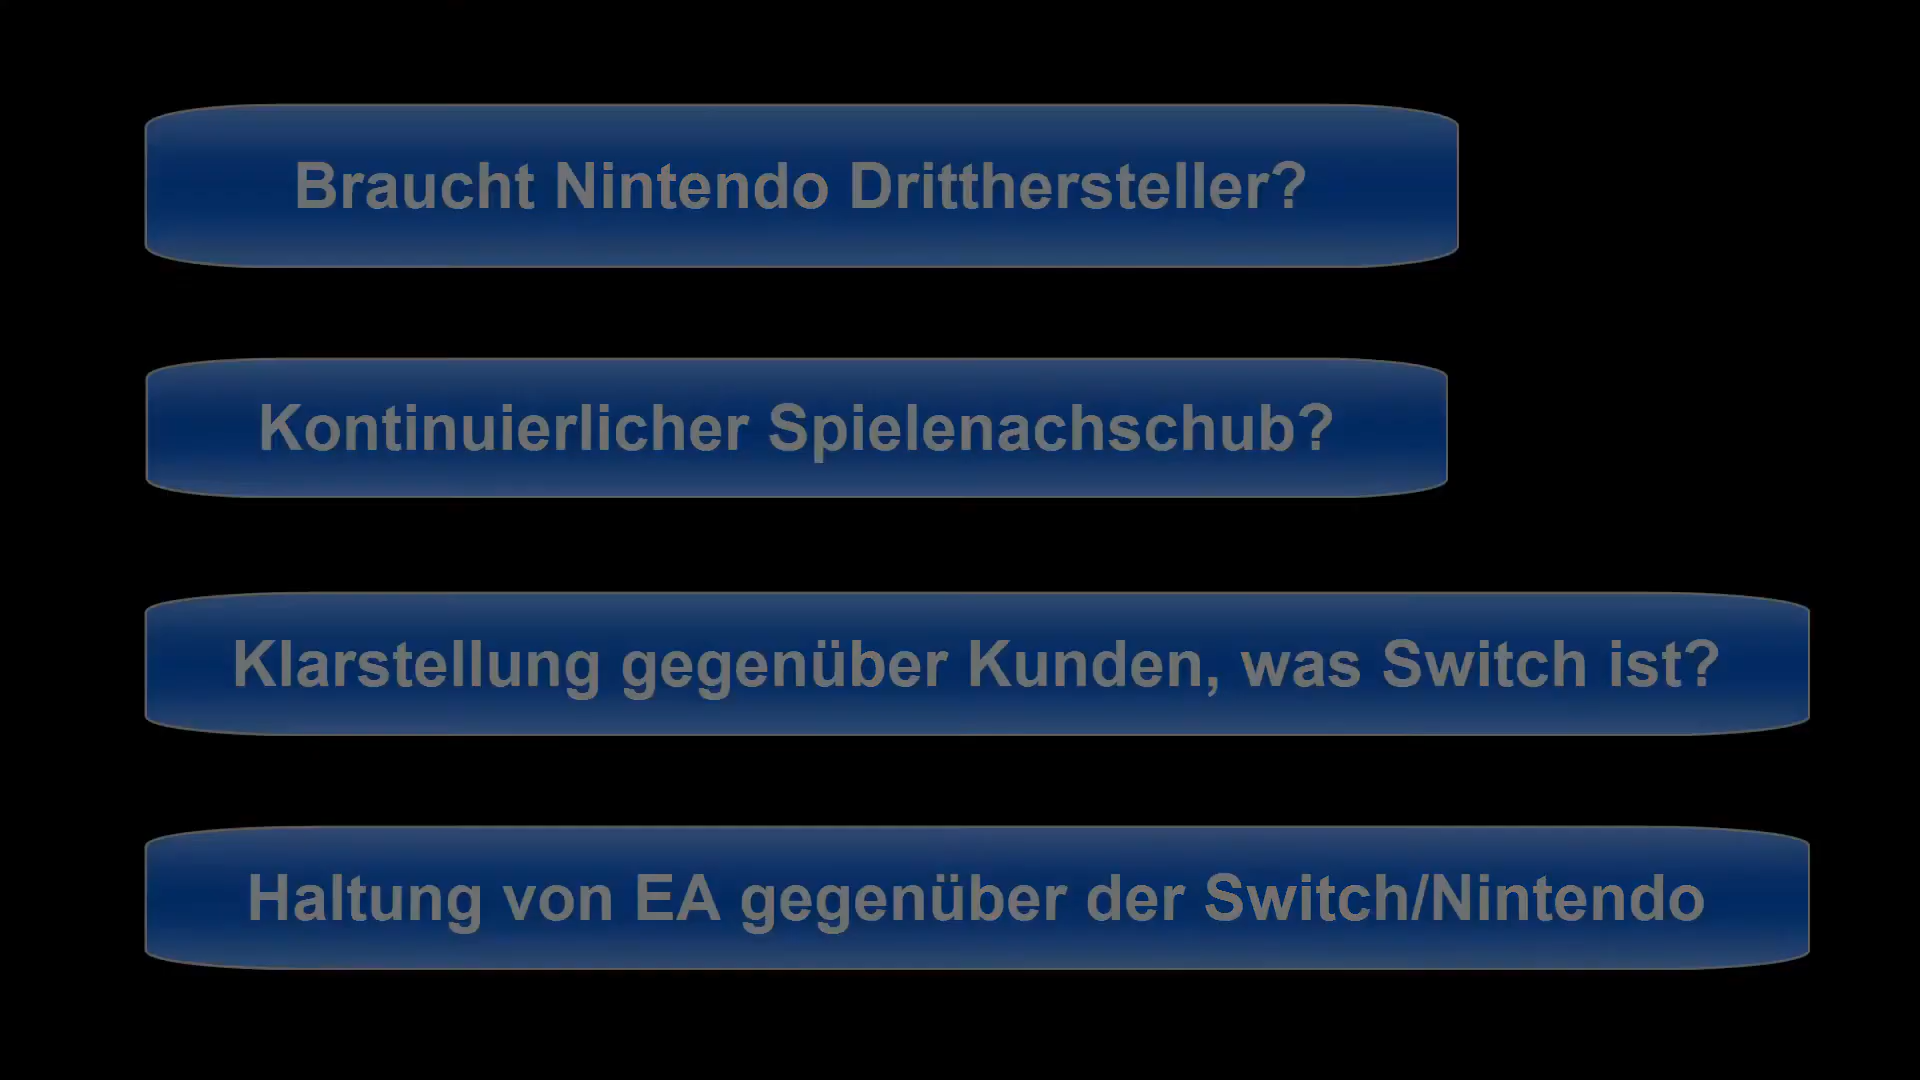 Braucht Nintendo Dritthersteller?
Kontinuierlicher Spielenachschub?
Klarstellung gegenüber Kunden, was Switch ist?
Haltung von EA gegenüber der Switch/Nintendo